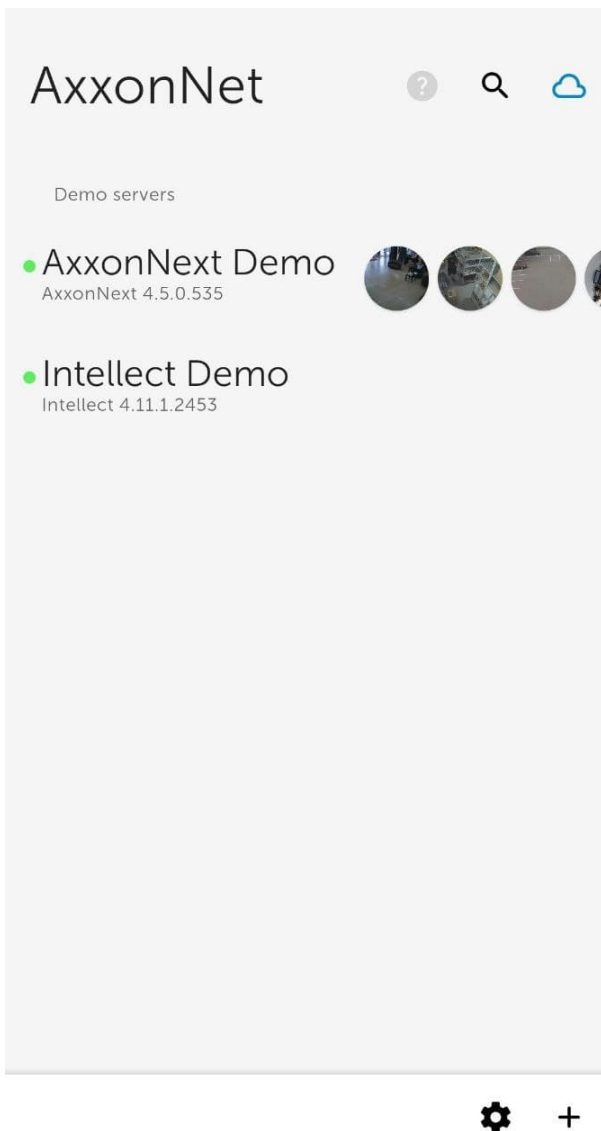 AxxonNet
Demo servers
AxxonNext Demo
AxxonNext 4.5.0.535
Intellect Demo
Intellect 4.11.1.2453